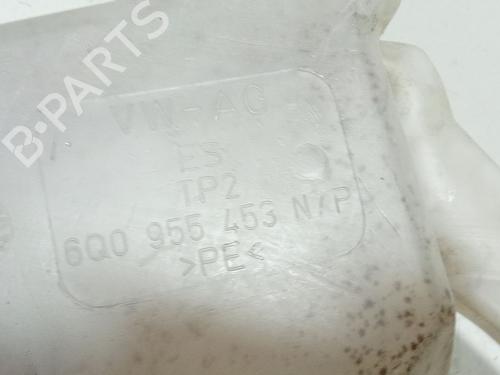 B-PARTS
VW-AG
ES
TP2
6Q0 955 453 N/P
>PE<